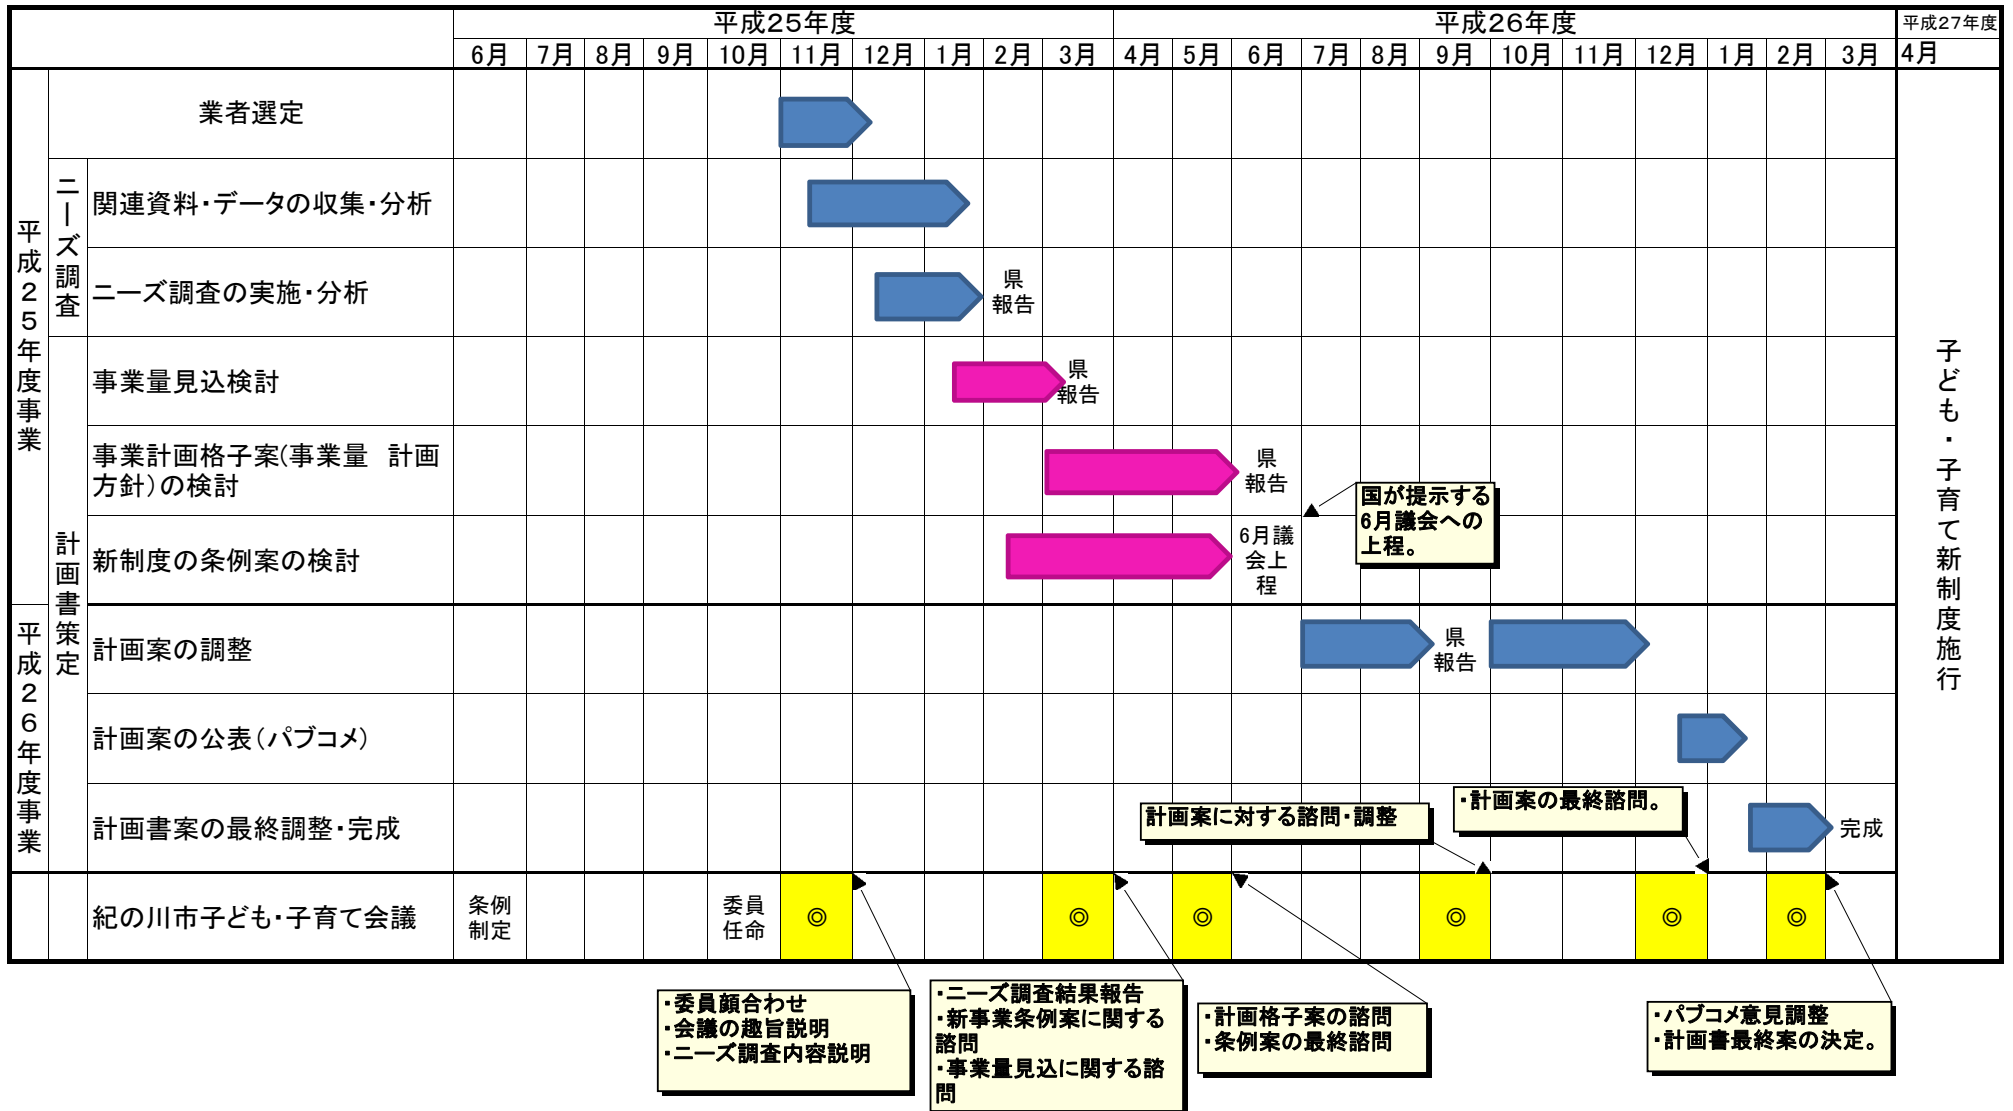 平成25年度 平成26年度 平成27年度
6月 7月 8月 9月 10月 11月 12月 1月 2月 3月 4月 5月 6月 7月 8月 9月 10月 11月 12月 1月 2月 3月 4月
平成25年度事業
業者選定
ニーズ調査
関連資料・データの収集・分析
ニーズ調査の実施・分析
県
報告
計画書策定
事業量見込検討
県
報告
事業計画格子案(事業量　計画
方針)の検討
県
報告
国が提示する
6月議会への
上程。
新制度の条例案の検討
6月議
会上
程
子ども・子育て新制度施行
平成26年度事業
計画案の調整
県
報告
計画案の公表(パブコメ)
計画書案の最終調整・完成
計画案に対する諮問・調整
・計画案の最終諮問。
完成
紀の川市子ども・子育て会議
条例
制定
委員
任命
◎ ◎ ◎ ◎ ◎ ◎
・委員顔合わせ
・会議の趣旨説明
・ニーズ調査内容説明
・ニーズ調査結果報告
・新事業条例案に関する
諮問
・事業量見込に関する諮
問
・計画格子案の諮問
・条例案の最終諮問
・パブコメ意見調整
・計画書最終案の決定。